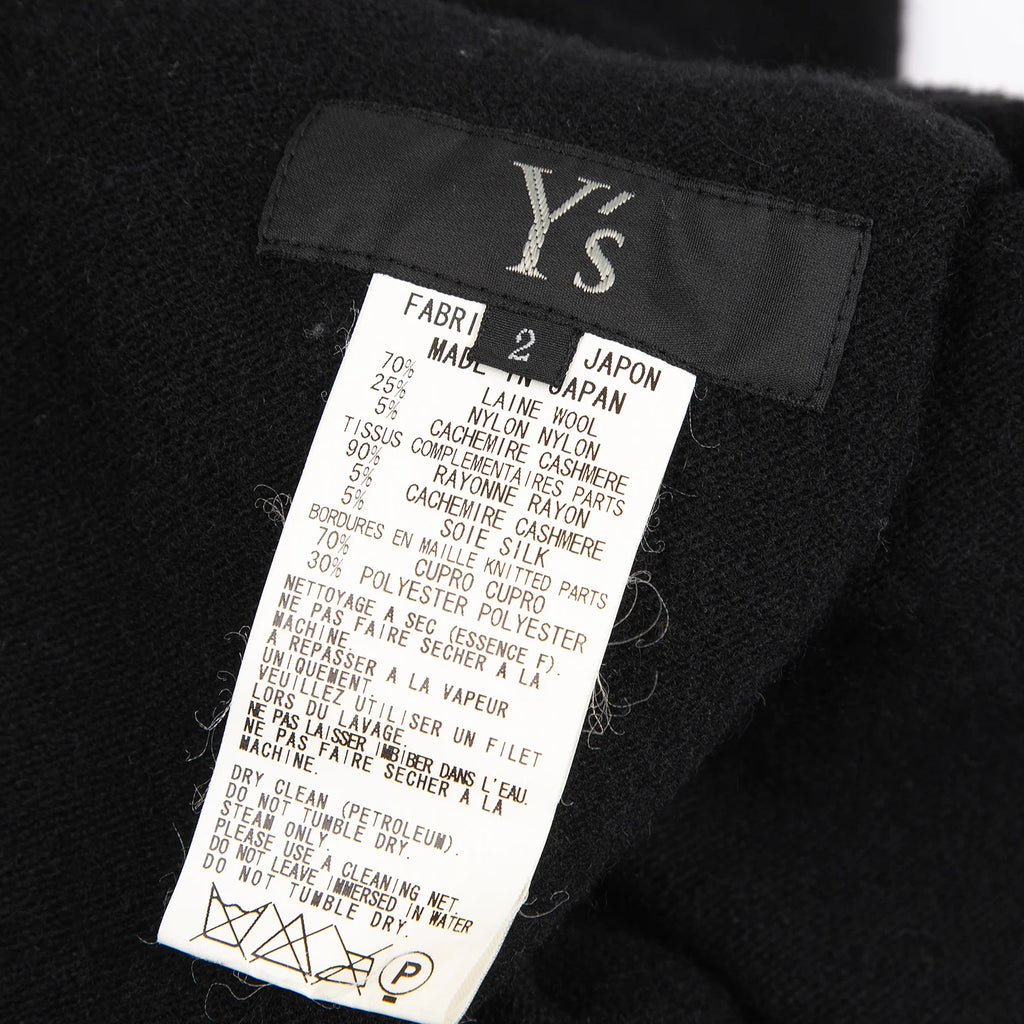 Y's
2
FABRI JAPON
MADE IN JAPAN
70% LAINE WOOL
25% NYLON NYLON
5% CACHEMIRE CASHMERE
TISSUS COMPLEMENTAIRES PARTS
90% RAYONNE RAYON
5% CACHEMIRE CASHMERE
5% SOIE SILK
BORDURES EN MAILLE KNITTED PARTS
70% CUPRO CUPRO
30% POLYESTER POLYESTER
NETTOYAGE A SEC (ESSENCE F).
NE PAS FAIRE SECHER A LA
MACHINE.
A REPASSER A LA VAPEUR
UNIQUEMENT.
VEUILLEZ UTILISER UN FILET
LORS DU LAVAGE.
NE PAS LAISSER IMBIBER DANS L'EAU.
NE PAS FAIRE SECHER A LA
MACHINE.
DRY CLEAN (PETROLEUM).
DO NOT TUMBLE DRY.
STEAM ONLY.
PLEASE USE A CLEANING NET.
DO NOT LEAVE IMMERSED IN WATER
DO NOT TUMBLE DRY.
P